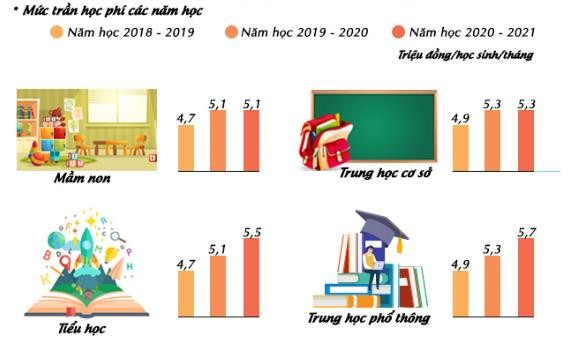 * Mức trần học phí các năm học
Năm học 2018 - 2019 Năm học 2019 - 2020 Năm học 2020 - 2021
Triệu đồng/học sinh/tháng
4,7 5,1 5,1
Mầm non
4,9 5,3 5,3
Trung học cơ sở
4,7 5,1 5,5
Tiểu học
4,9 5,3 5,7
Trung học phổ thông